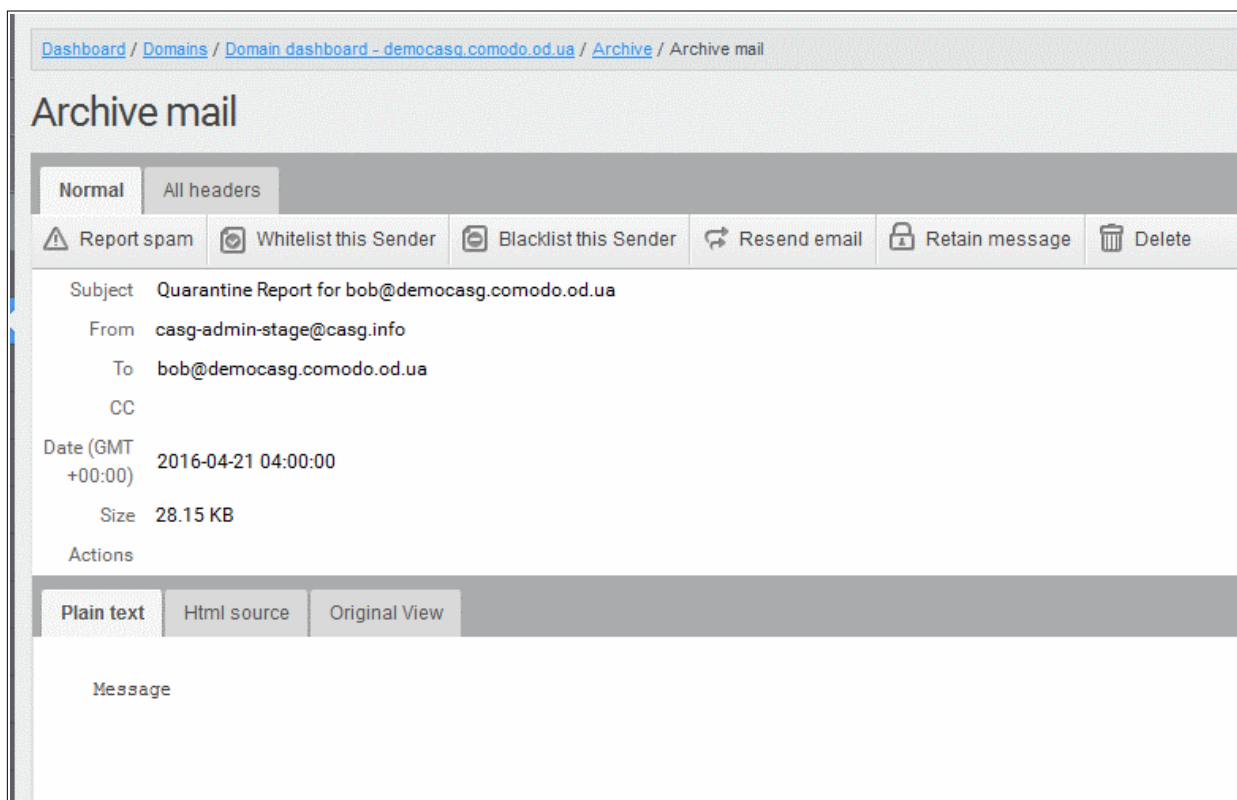 Dashboard / Domains / Domain dashboard - democasg.comodo.od.ua / Archive / Archive mail
Archive mail
Normal All headers
Report spam Whitelist this Sender Blacklist this Sender Resend email Retain message Delete
Subject Quarantine Report for bob@democasg.comodo.od.ua
From casg-admin-stage@casg.info
To bob@democasg.comodo.od.ua
CC
Date (GMT
+00:00) 2016-04-21 04:00:00
Size 28.15 KB
Actions
Plain text Html source Original View
Message